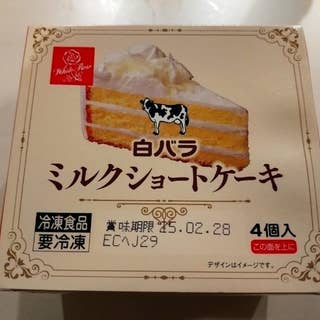 White Rose
白バラ
ミルクショートケーキ
冷凍食品
要冷凍
賞味期限 25.02.28
ECヘJ29
4個入
この面を上に
デザインはイメージです。